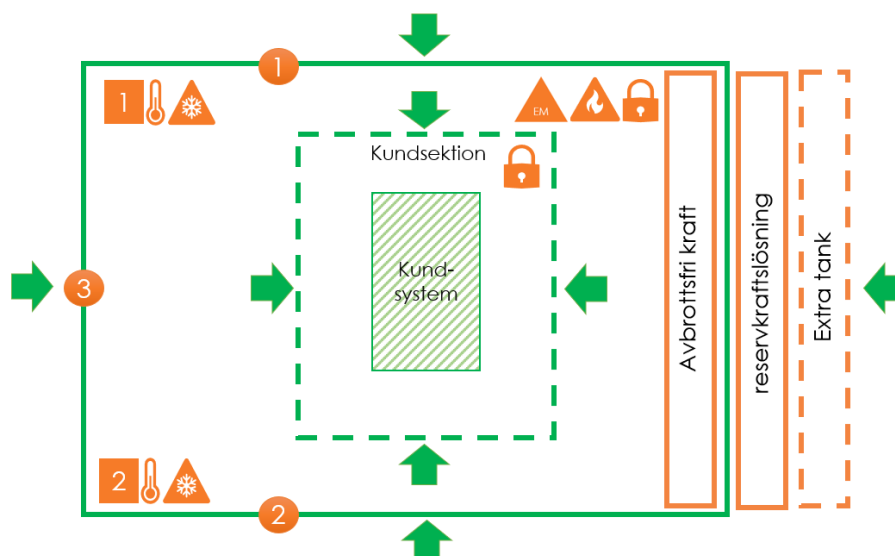 1
1
EM
Kundsektion
3
Kund-
system
Avbrottsfri kraft
reservkraftslösning
Extra tank
2
2